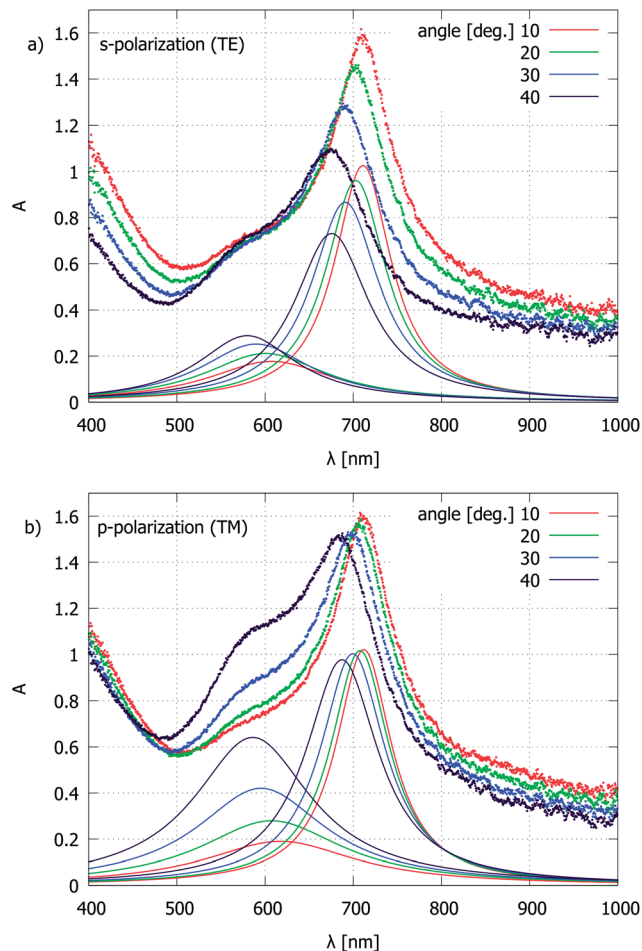 a)
s-polarization (TE)
angle [deg.] 10
20
30
40
1.6
1.4
1.2
1
0.8
0.6
0.4
0.2
0
A
400 500 600 700 800 900 1000
λ [nm]
b)
p-polarization (TM)
angle [deg.] 10
20
30
40
1.6
1.4
1.2
1
0.8
0.6
0.4
0.2
0
A
400 500 600 700 800 900 1000
λ [nm]